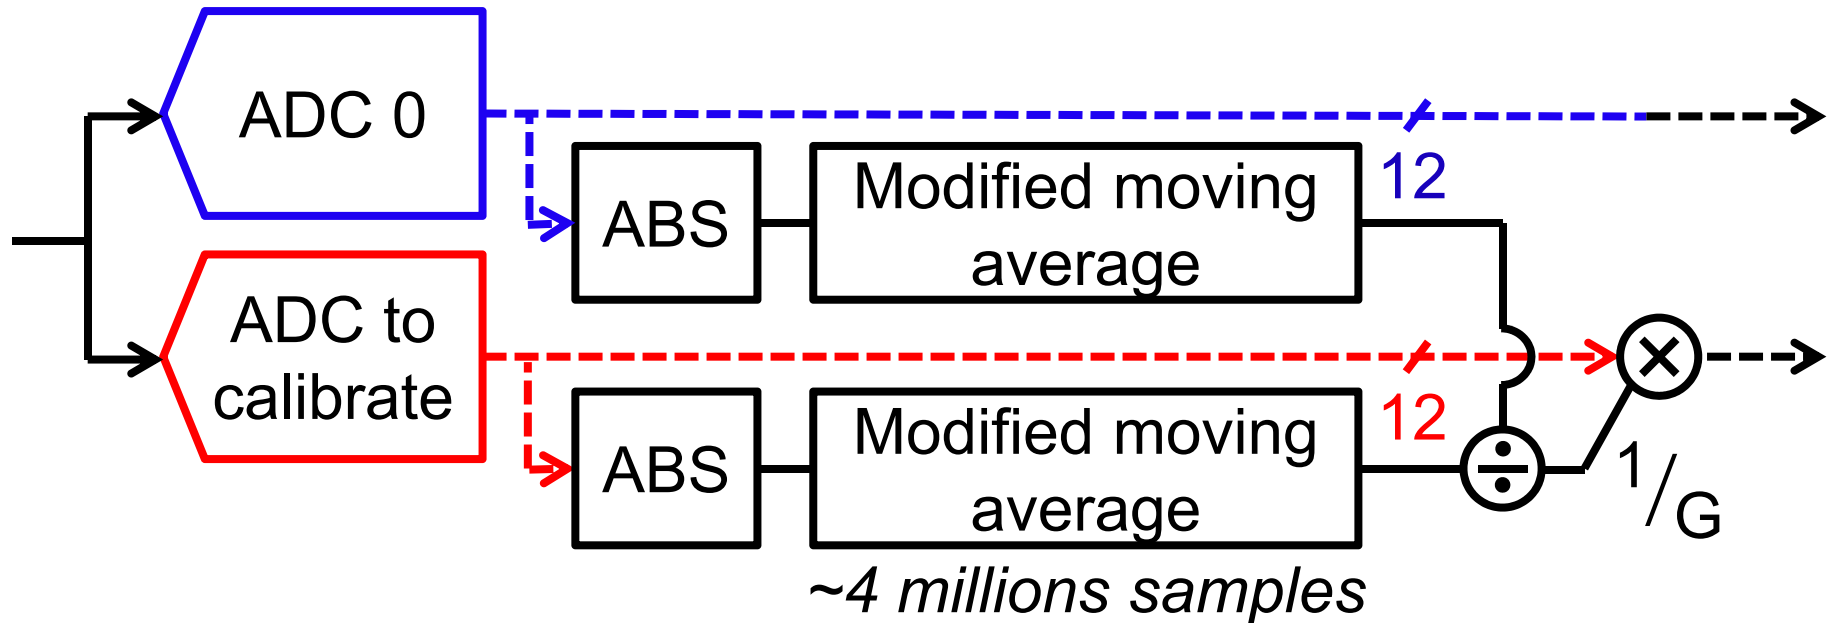 ADC 0
12
ABS
Modified moving
average
ADC to
calibrate
12
ABS
Modified moving
average
1/G
~4 millions samples